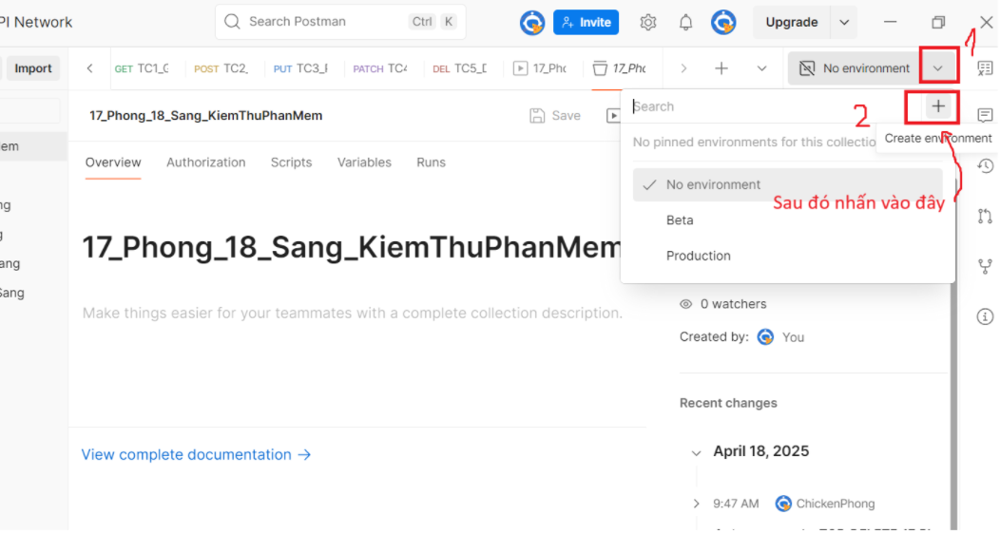 PI Network
Search Postman
Ctrl
K
Invite
Upgrade
1
Import
GET TC1_G
POST TC2_
PUT TC3_F
PATCH TC4
DEL TC5_D
17_Pho
17_Pho
No environment
17_Phong_18_Sang_KiemThuPhanMem
Save
Search
2
Create environment
No pinned environments for this collectio
em
Overview
Authorization
Scripts
Variables
Runs
No environment
Sau đó nhấn vào đây
ng
Beta
g
17_Phong_18_Sang_KiemThuPhanMem
Production
ang
Sang
0 watchers
Make things easier for your teammates with a complete collection description.
Created by:
You
Recent changes
View complete documentation →
April 18, 2025
9:47 AM
ChickenPhong